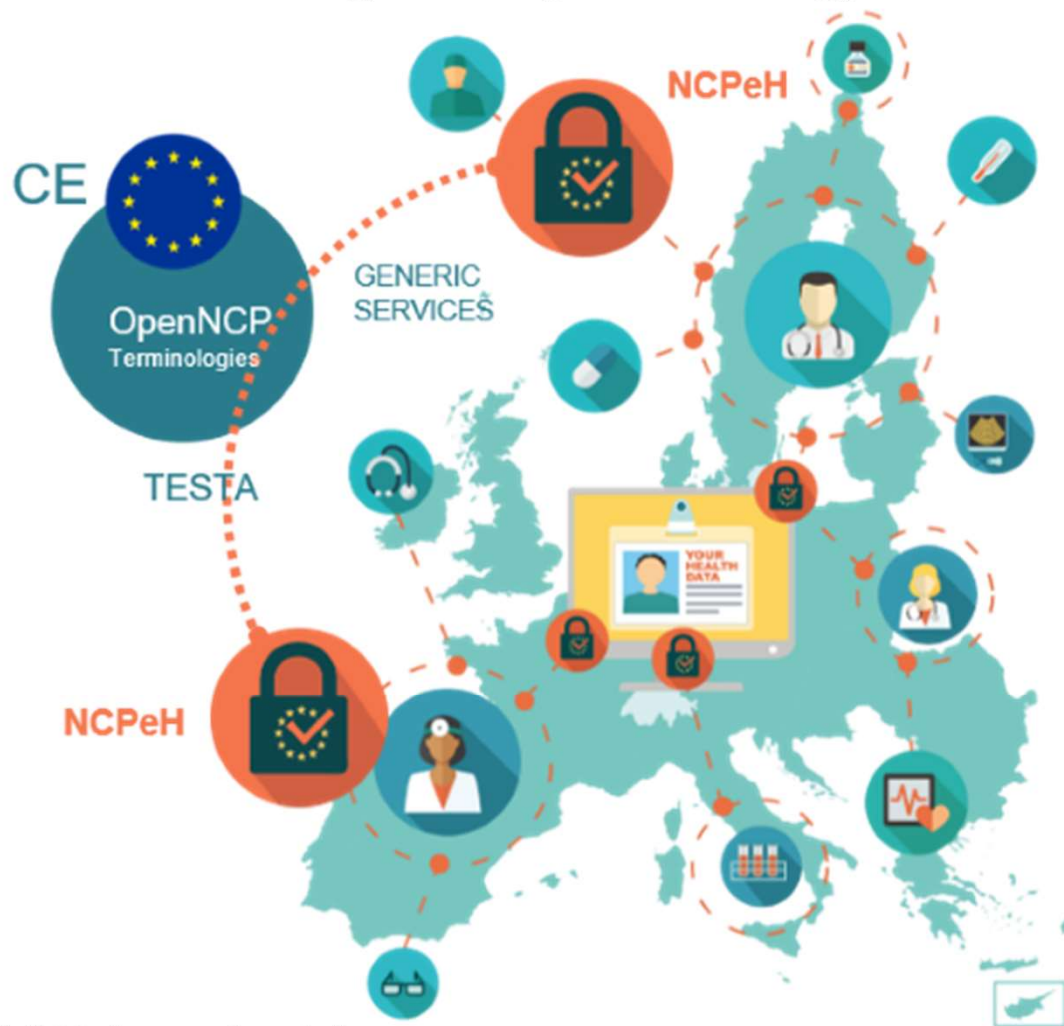 NCPeH
CE
GENERIC
SERVICES
OpenNCP
Terminologies
TESTA
YOUR
HEALTH
DATA
NCPeH